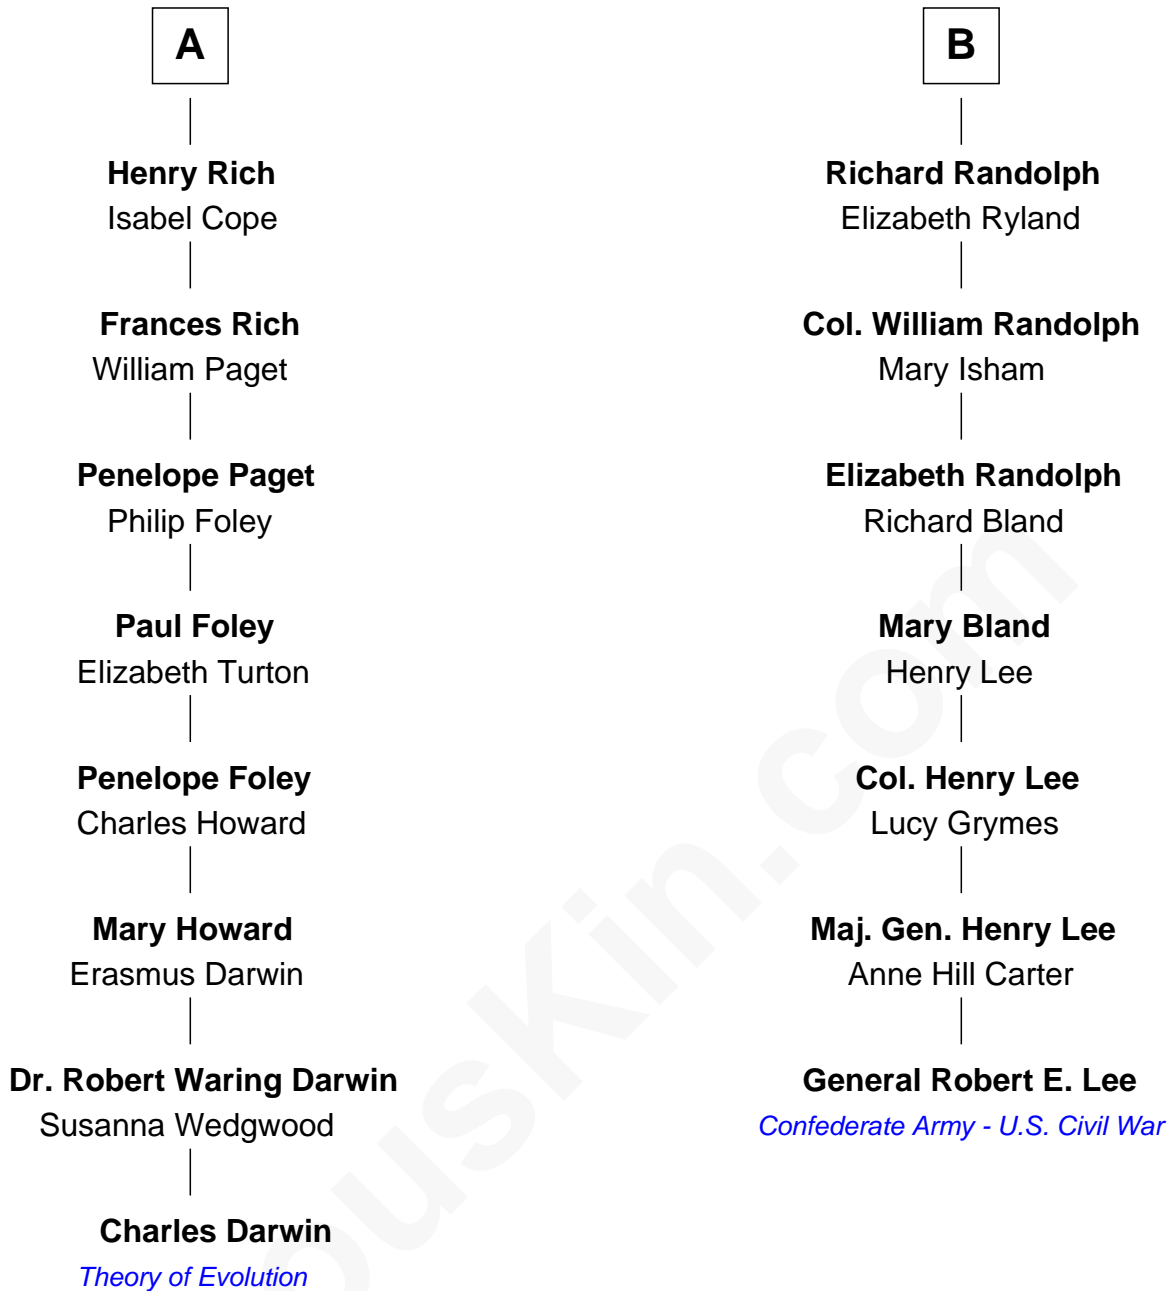 A
Henry Rich
Isabel Cope
Frances Rich
William Paget
Penelope Paget
Philip Foley
Paul Foley
Elizabeth Turton
Penelope Foley
Charles Howard
Mary Howard
Erasmus Darwin
Dr. Robert Waring Darwin
Susanna Wedgwood
Charles Darwin
Theory of Evolution
B
Richard Randolph
Elizabeth Ryland
Col. William Randolph
Mary Isham
Elizabeth Randolph
Richard Bland
Mary Bland
Henry Lee
Col. Henry Lee
Lucy Grymes
Maj. Gen. Henry Lee
Anne Hill Carter
General Robert E. Lee
Confederate Army - U.S. Civil War
ousKin.com